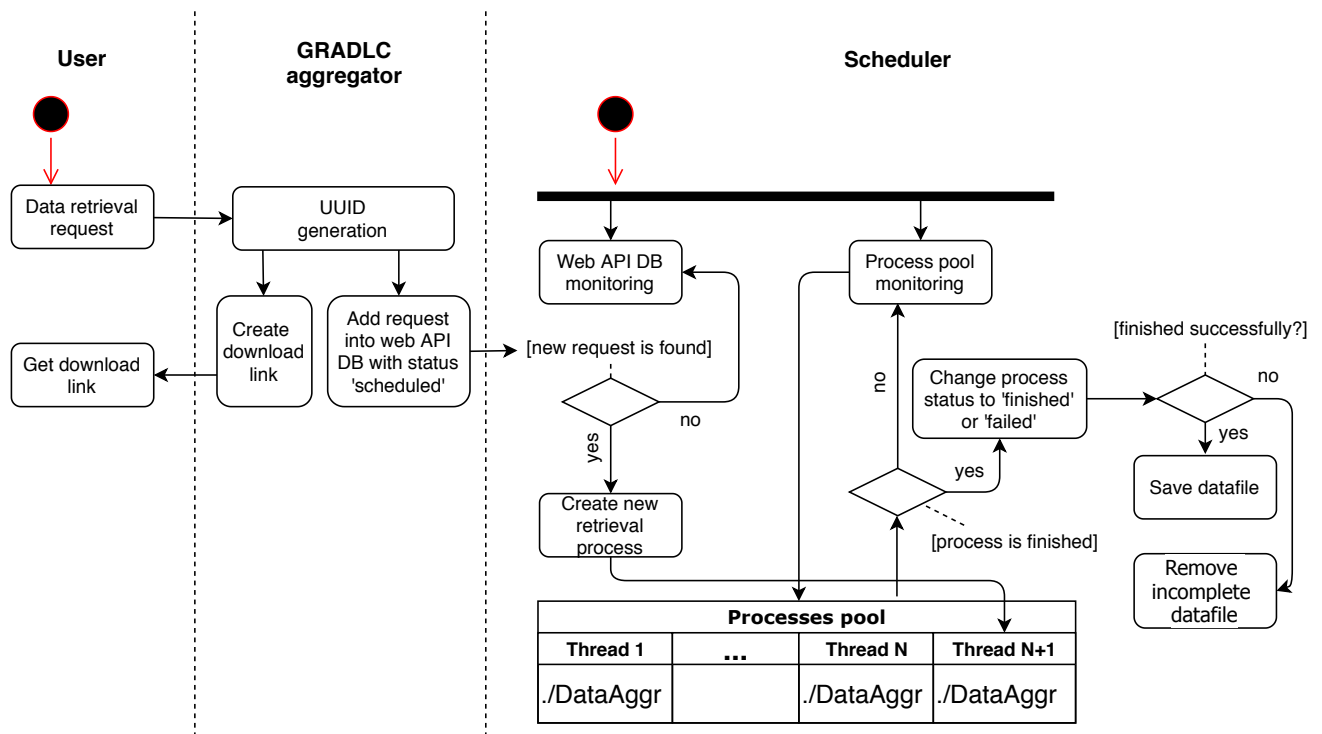 User
GRADLC
aggregator
Scheduler
Data retrieval
request
UUID
generation
Create
download
link
Add request
into web API
DB with status
'scheduled'
Get download
link
Web API DB
monitoring
[new request is found]
no
yes
Create new
retrieval
process
Process pool
monitoring
no
yes
[process is finished]
Change process
status to 'finished'
or 'failed'
[finished successfully?]
no
yes
Save datafile
Remove
incomplete
datafile
Processes pool
Thread 1
...
Thread N
Thread N+1
./DataAggr
./DataAggr
./DataAggr